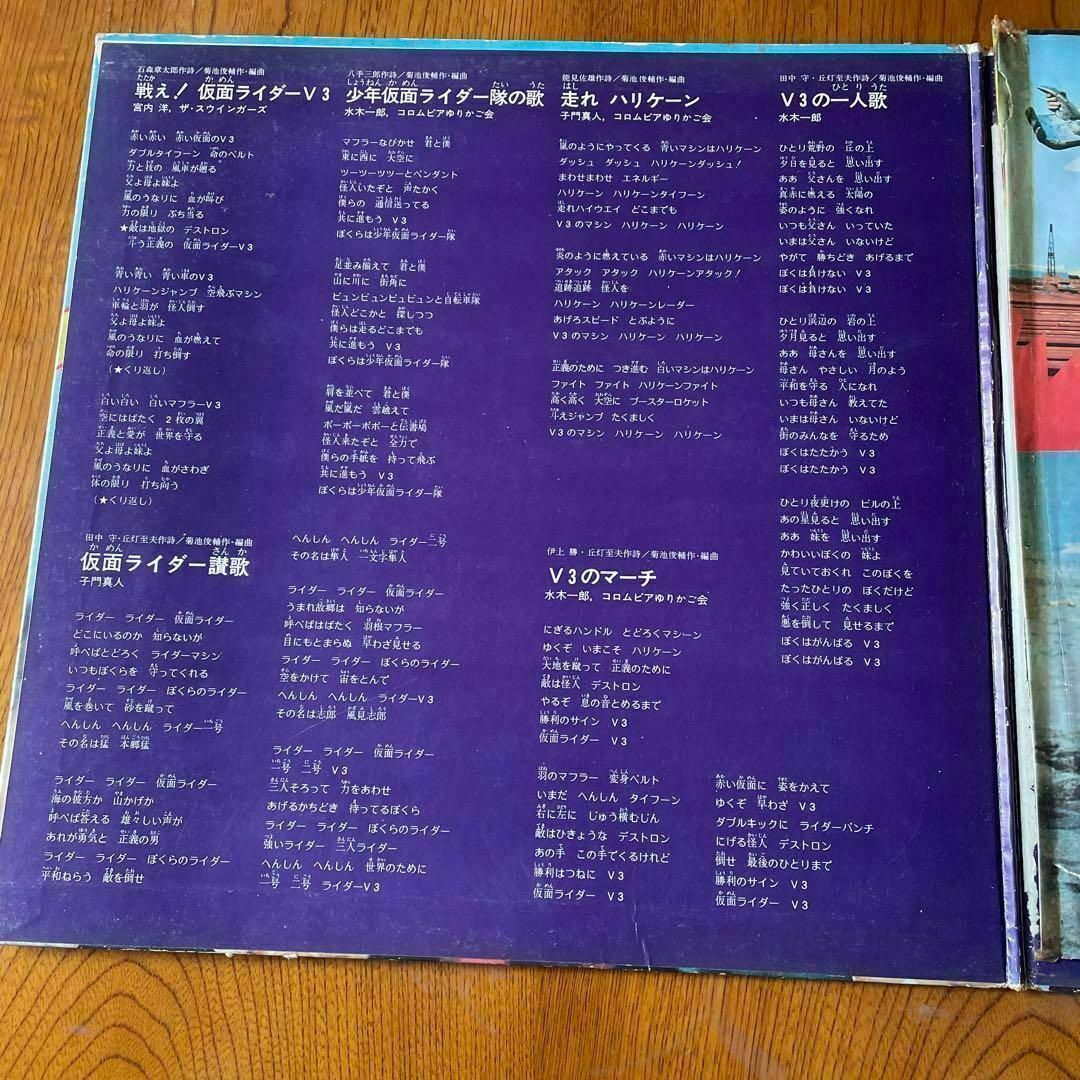 石森章太郎作詩/菊池俊輔作・編曲
戦え! 仮面ライダーV3
宮内 洋, ザ・スウインガーズ
赤い赤い 赤い仮面のV3
ダブルタイフーン 命のベルト
力と技の 風車が廻る
父よ母よ妹よ
風のうなりに 血が叫び
力の限り ぶち当る
★敵は地獄の デストロン
斗う正義の 仮面ライダーV3
青い青い 青い車のV3
ハリケーンジャンプ 空飛ぶマシン
車輪と羽が 怪人倒す
父よ母よ妹よ
風のうなりに 血が燃えて
命の限り 打ち倒す
(★くり返し)
白い白い 白いマフラーV3
空にはばたく 2枚の翼
正義と愛が 世界を守る
父よ母よ妹よ
風のうなりに 血がさわぎ
体の限り 打ち向う
(★くり返し)
八手三郎作詩/菊池俊輔作・編曲
少年仮面ライダー隊の歌
水木一郎, コロムビアゆりかご会
マフラーなびかせ 君と僕
東に西に 大空に
ツーツーツツーとペンダント
怪人いたぞと 声たかく
僕らの 通信送ってる
共に進もう V3
ぼくらは少年仮面ライダー隊
足並み揃えて 君と僕
山に川に 街角に
ビュンビュンビュビュンと自転車隊
怪人どこかと 探しつつ
僕らは走るどこまでも
共に進もう V3
ぼくらは少年仮面ライダー隊
肩を並べて 君と僕
風だ嵐だ 雲越えて
ポーポーポポーと伝書鳩
怪人来たぞと 全力で
僕らの手紙を 持って飛ぶ
共に進もう V3
ぼくらは少年仮面ライダー隊
能見佐雄作詩/菊池俊輔作・編曲
走れ ハリケーン
子門真人, コロムビアゆりかご会
嵐のようにやってくる 青いマシンはハリケーン
ダッシュ ダッシュ ハリケーンダッシュ!
まわせまわせ エネルギー
ハリケーン ハリケーンタイフーン
走れハイウエイ どこまでも
V3のマシン ハリケーン ハリケーン
炎のように燃えている 赤いマシンはハリケーン
アタック アタック ハリケーンアタック!
追跡追跡 怪人を
ハリケーン ハリケーンレーダー
あげろスピード とぶように
V3のマシン ハリケーン ハリケーン
正義のために つき進む 白いマシンはハリケーン
ファイト ファイト ハリケーンファイト
高く高く 大空に ブースターロケット
斗えジャンプ たくましく
V3のマシン ハリケーン ハリケーン
田中 守・丘灯至夫作詩/菊池俊輔作・編曲
V3の一人歌
水木一郎
ひとり荒野の 丘の上
夕日を見ると 思い出す
ああ 父さんを 思い出す
真赤に燃える 太陽の
姿のように 強くなれ
いつも父さん いっていた
いまは父さん いないけど
やがて 勝ちどき あげるまで
ぼくは負けない V3
ぼくは負けない V3
ひとり浜辺の 岩の上
夕月見ると 思い出す
ああ 母さんを 思い出す
母さん やさしい 月のよう
平和を守る 人になれ
いつも母さん 教えてた
いまは母さん いないけど
街のみんなを 守るため
ぼくはたたかう V3
ぼくはたたかう V3
ひとり夜更けの ビルの上
あの星見ると 思い出す
ああ 妹を 思い出す
かわいいぼくの 妹よ
見ていておくれ このぼくを
たったひとりの ぼくだけど
強く正しく たくましく
悪を倒して 見せるまで
ぼくはがんばる V3
ぼくはがんばる V3
田中 守・丘灯至夫作詩/菊池俊輔作・編曲
仮面ライダー讃歌
子門真人
ライダー ライダー 仮面ライダー
どこにいるのか 知らないが
呼べばとどろく ライダーマシン
いつもぼくらを 守ってくれる
ライダー ライダー ぼくらのライダー
風を巻いて 砂を蹴って
へんしん へんしん ライダー一号
その名は猛 本郷猛
ライダー ライダー 仮面ライダー
海の彼方か 山かげか
呼べば答える 雄々しい声が
あれが勇気と 正義の男
ライダー ライダー ぼくらのライダー
平和ねらう 敵を倒せ
へんしん へんしん ライダー二号
その名は隼人 一文字隼人
ライダー ライダー 仮面ライダー
うまれ故郷は 知らないが
呼べばはばたく 羽根マフラー
目にもとまらぬ 早わざ見せる
ライダー ライダー ぼくらのライダー
空をかけて 宙をとんで
へんしん へんしん ライダーV3
その名は志郎 風見志郎
ライダー ライダー 仮面ライダー
一号 二号 V3
三人そろって 力をあわせ
あげるかちどき 待ってるぼくら
ライダー ライダー ぼくらのライダー
強いライダー 三人ライダー
へんしん へんしん 世界のために
一号 二号 ライダーV3
伊上 勝・丘灯至夫作詩/菊池俊輔作・編曲
V3のマーチ
水木一郎, コロムビアゆりかご会
にぎるハンドル とどろくマシーン
ゆくぞ いまこそ ハリケーン
大地を蹴って 正義のために
敵は怪人 デストロン
やるぞ 息の音とめるまで
勝利のサイン V3
仮面ライダー V3
羽のマフラー 変身ベルト
いまだ へんしん タイフーン
右に左に じゅう横むじん
敵はひきょうな デストロン
あの手 この手でくるけれど
勝利はつねに V3
仮面ライダー V3
赤い仮面に 姿をかえて
ゆくぞ 早わざ V3
ダブルキックに ライダーパンチ
にげる怪人 デストロン
倒せ 最後のひとりまで
勝利のサイン V3
仮面ライダー V3